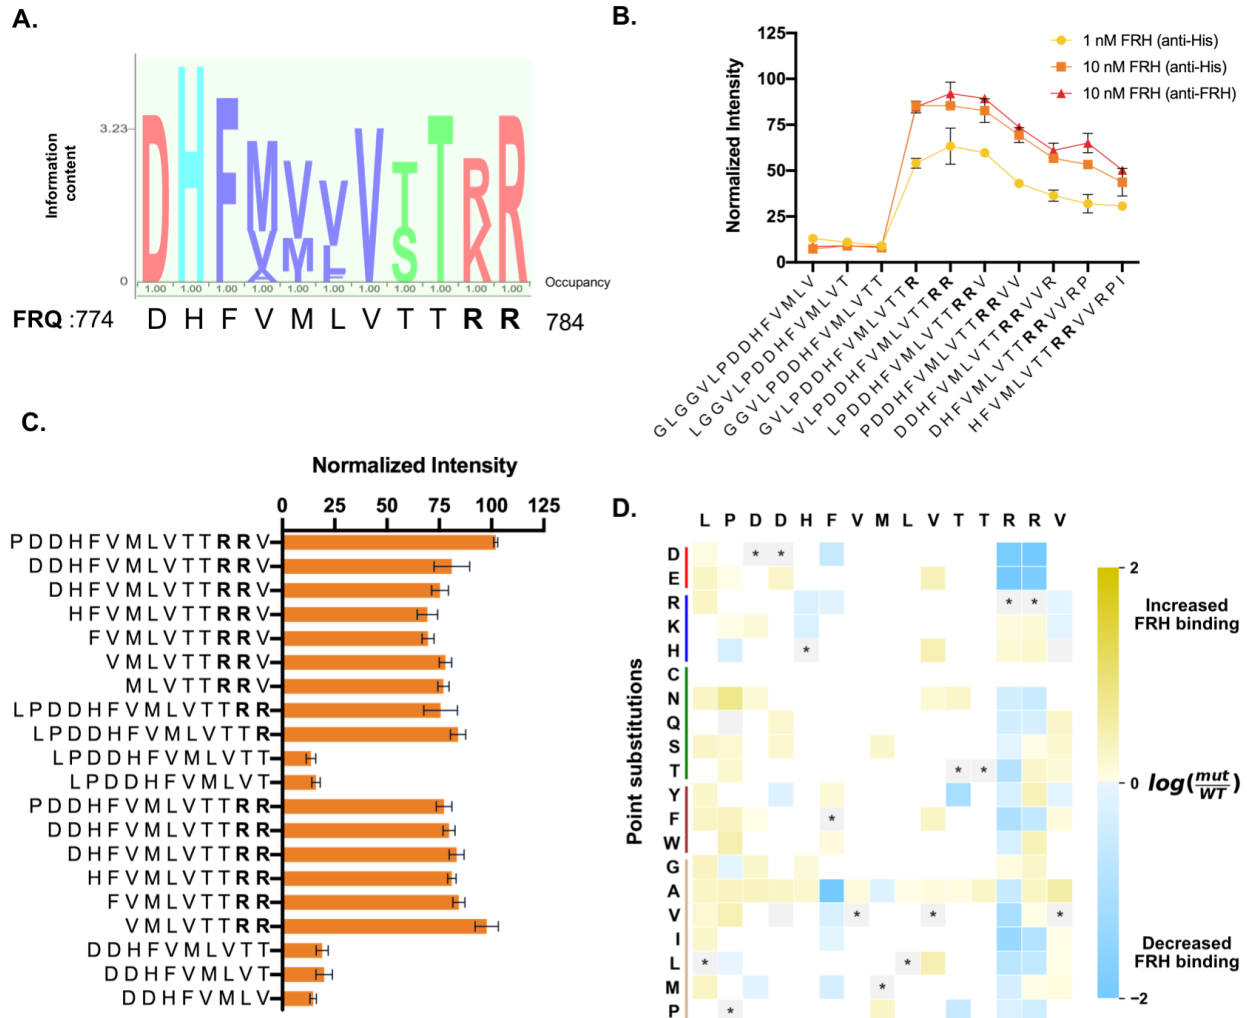 A.
3.23
0
Information content
D H F M V V V T T R R
V M L S K
1.00 1.00 1.00 1.00 1.00 1.00 1.00 1.00 1.00 1.00 1.00
Occupancy
FRQ :774 D H F V M L V T T R R 784
B.
Normalized Intensity
125
100
75
50
25
0
1 nM FRH (anti-His)
10 nM FRH (anti-His)
10 nM FRH (anti-FRH)
GLGGVLPDDHFVMLV
LGGVLPDDHFVMLVT
GGVLPDDHFVMLVTT
GVLPDDHFVMLVTTR
VLPDDHFVMLVTTRR
LPDDHFVMLVTTRRV
PDDHFVMLVTTRRVV
DDHFVMLVTTRRVVR
DHFVMLVTTRRVVRP
HFVMLVTTRRVVRPI
C.
Normalized Intensity
0 25 50 75 100 125
PDDHFVMLVTTRRV
DDHFVMLVTTRRV
DHFVMLVTTRRV
HFVMLVTTRRV
FVMLVTTRRV
VMLVTTRRV
MLVTTRRV
LPDDHFVMLVTTRR
LPDDHFVMLVTTR
LPDDHFVMLVTT
LPDDHFVMLVT
PDDHFVMLVTTRR
DDHFVMLVTTRR
DHFVMLVTTRR
HFVMLVTTRR
FVMLVTTRR
VMLVTTRR
DDHFVMLVTT
DDHFVMLVT
DDHFVMLV
D.
L P D D H F V M L V T T R R V
Point substitutions
D * *
E
R * *
K
H *
C
N
Q
S
T * *
Y
F *
W
G
A
V * * *
I
L * *
M *
P *
2
Increased
FRH binding
0 log(mut/WT)
Decreased
FRH binding
−2